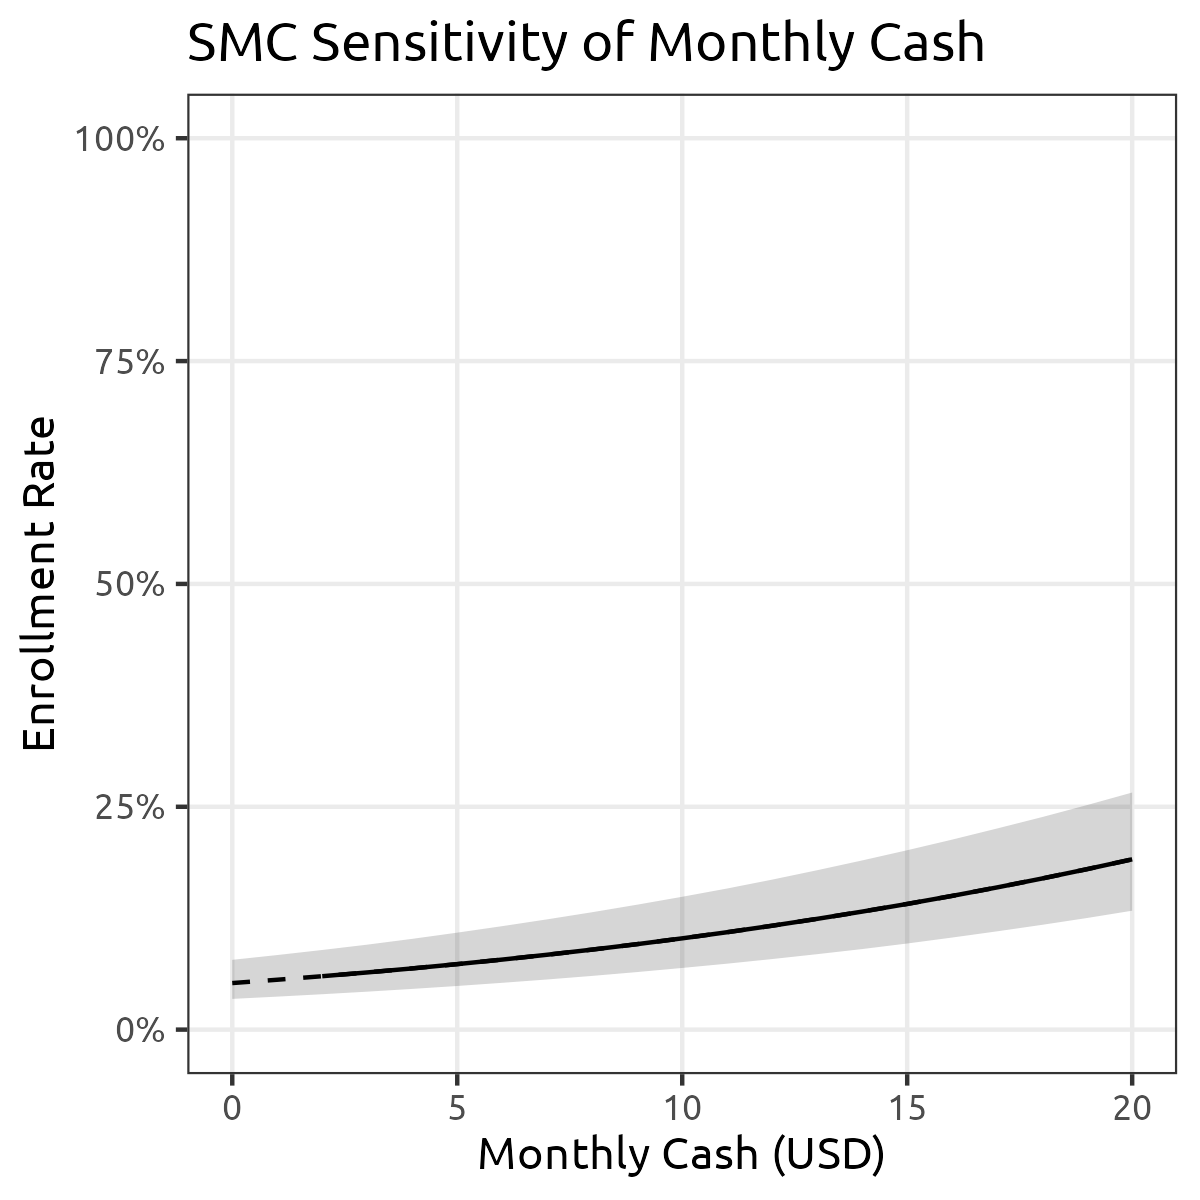 SMC Sensitivity of Monthly Cash
100%
75%
50%
25%
0%
Enrollment Rate
0 5 10 15 20
Monthly Cash (USD)